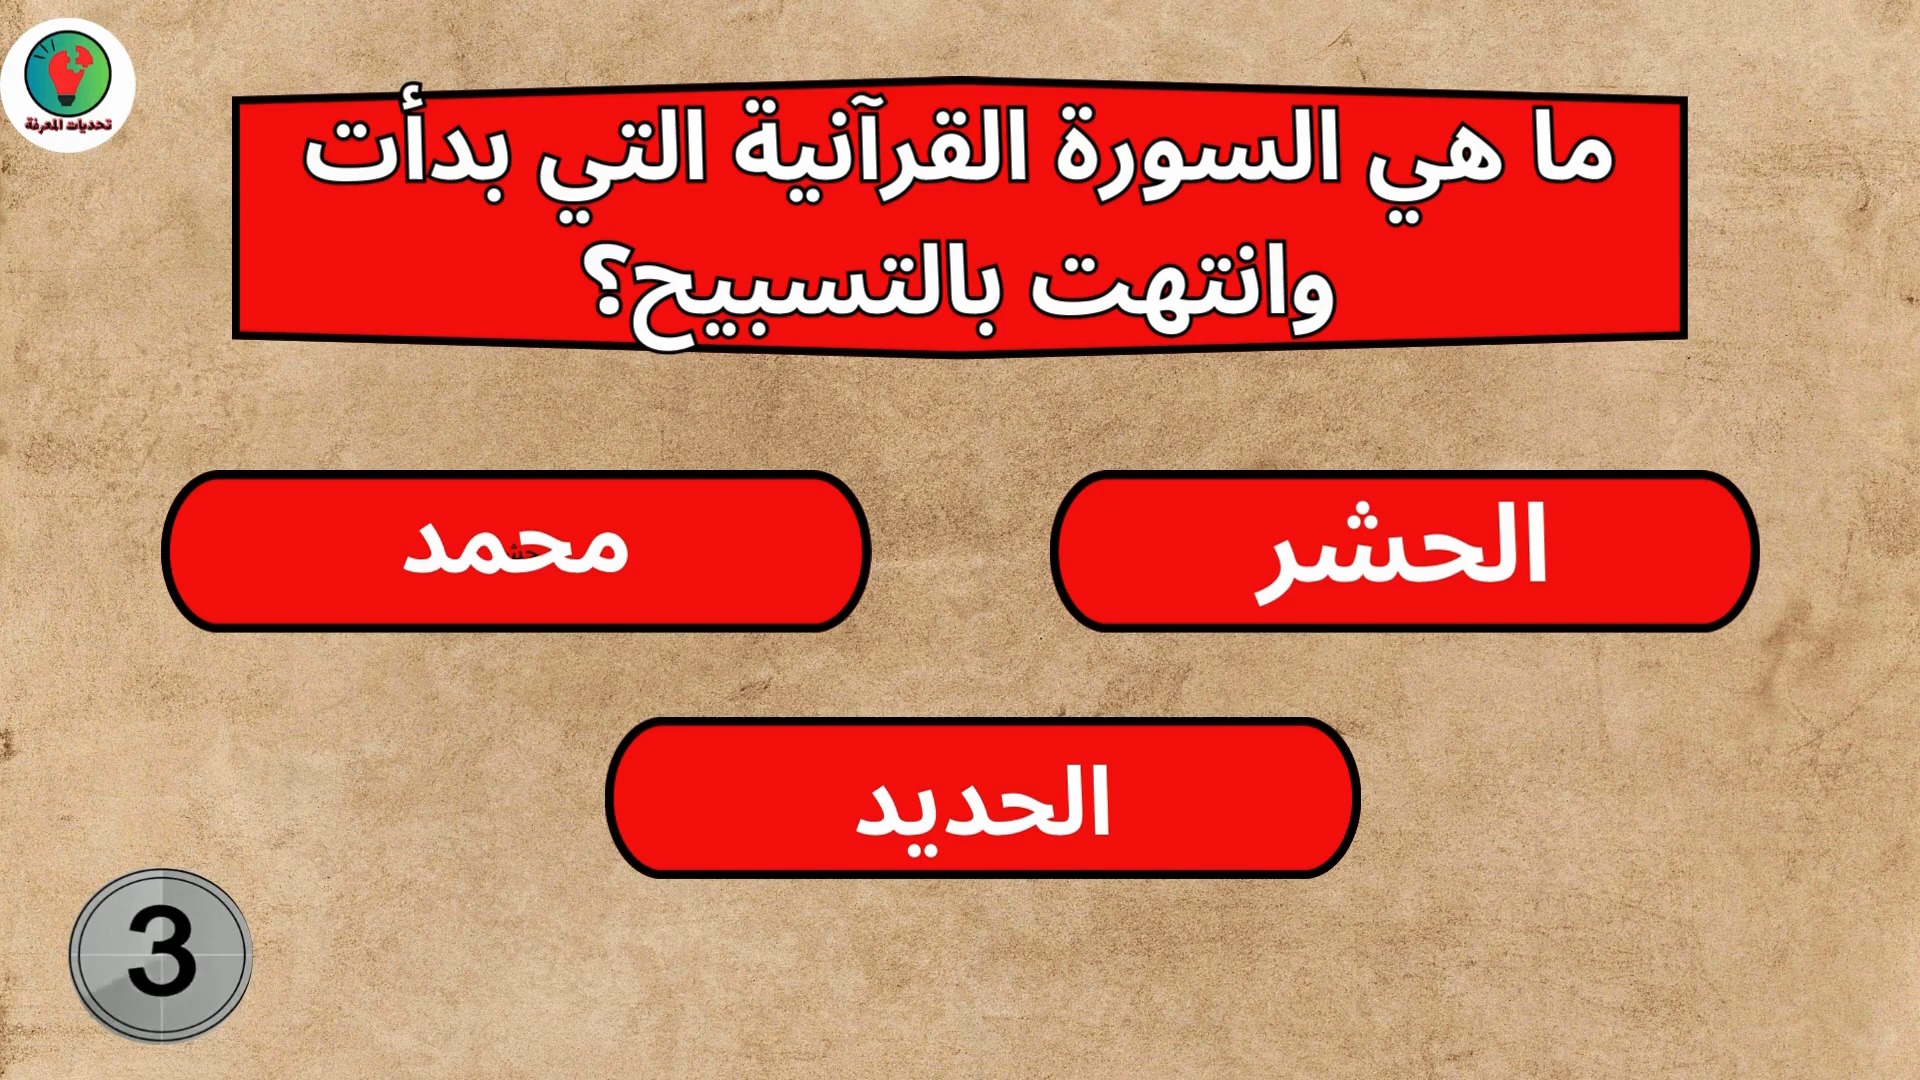 تحديات المعرفة
ما هي السورة القرآنية التي بدأت
وانتهت بالتسبيح؟
الحشر
محمد
الحديد
3